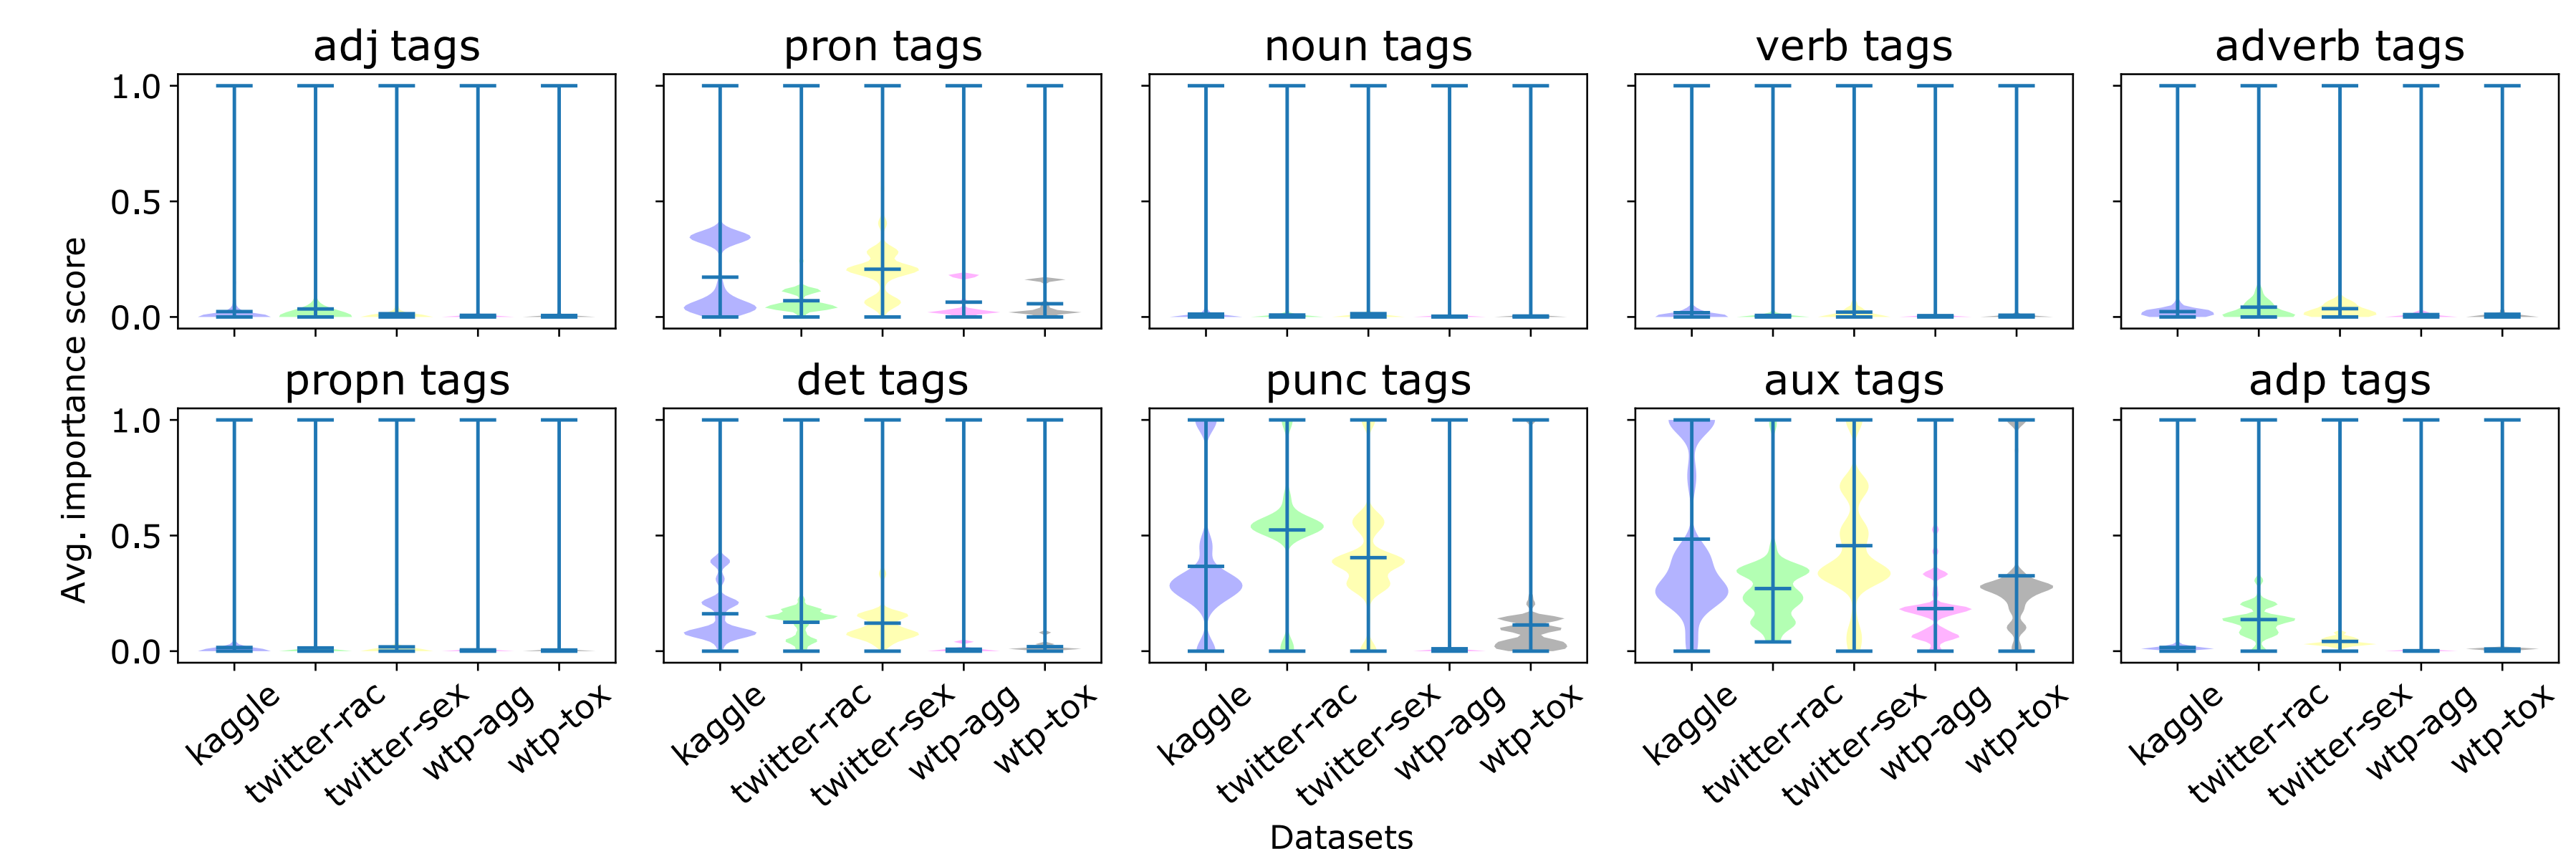 adj tags
pron tags
noun tags
verb tags
adverb tags
1.0
0.5
0.0
propn tags
det tags
punc tags
aux tags
adp tags
1.0
0.5
0.0
Avg. importance score
kaggle
twitter-rac
twitter-sex
wtp-agg
wtp-tox
kaggle
twitter-rac
twitter-sex
wtp-agg
wtp-tox
kaggle
twitter-rac
twitter-sex
wtp-agg
wtp-tox
kaggle
twitter-rac
twitter-sex
wtp-agg
wtp-tox
kaggle
twitter-rac
twitter-sex
wtp-agg
wtp-tox
Datasets